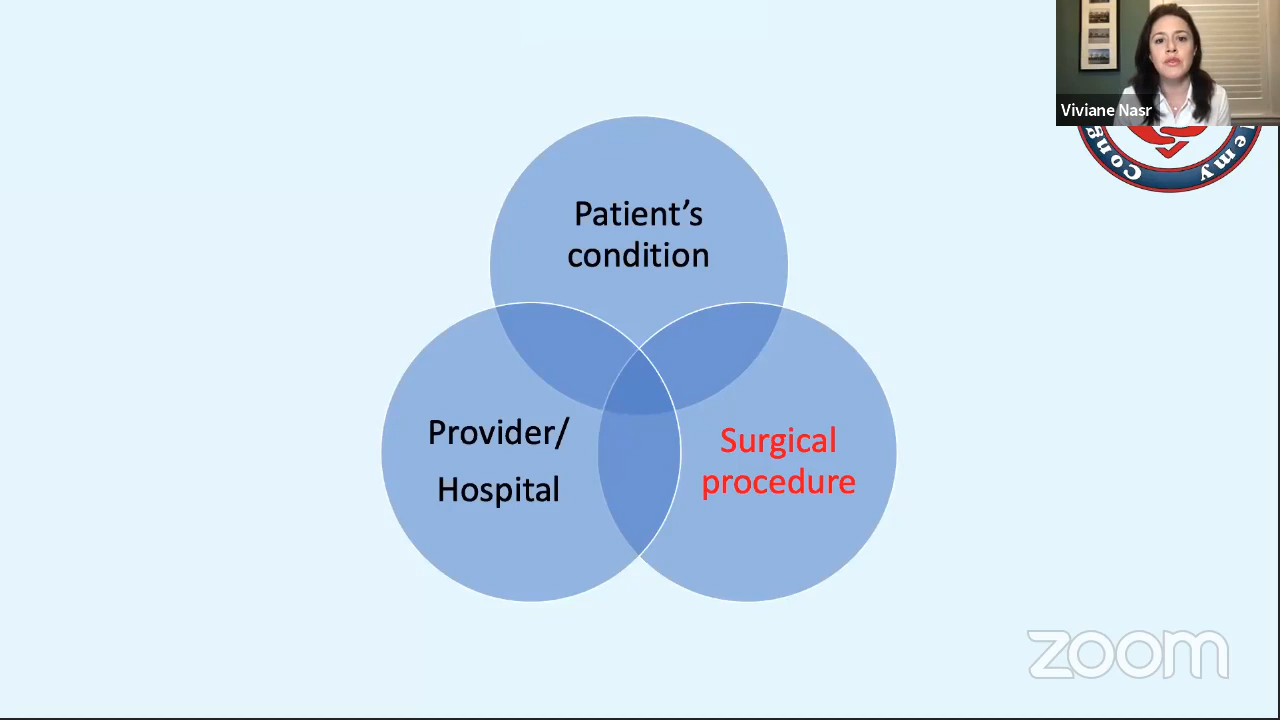 Viviane Nasr
Patient's
condition
Provider/
Hospital
Surgical
procedure
zoom